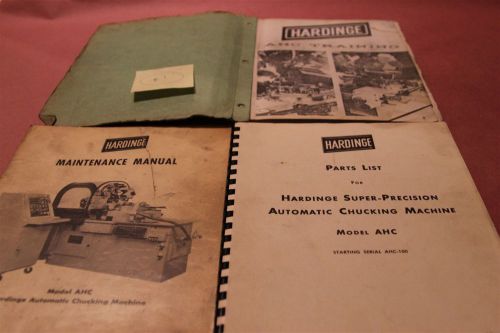 HARDINGE
AHC TRAINING
HARDINGE
MAINTENANCE MANUAL
Model AHC
Hardinge Automatic Chucking Machine
HARDINGE
PARTS LIST
FOR
HARDINGE SUPER-PRECISION
AUTOMATIC CHUCKING MACHINE
MODEL AHC
STARTING SERIAL AHC-100